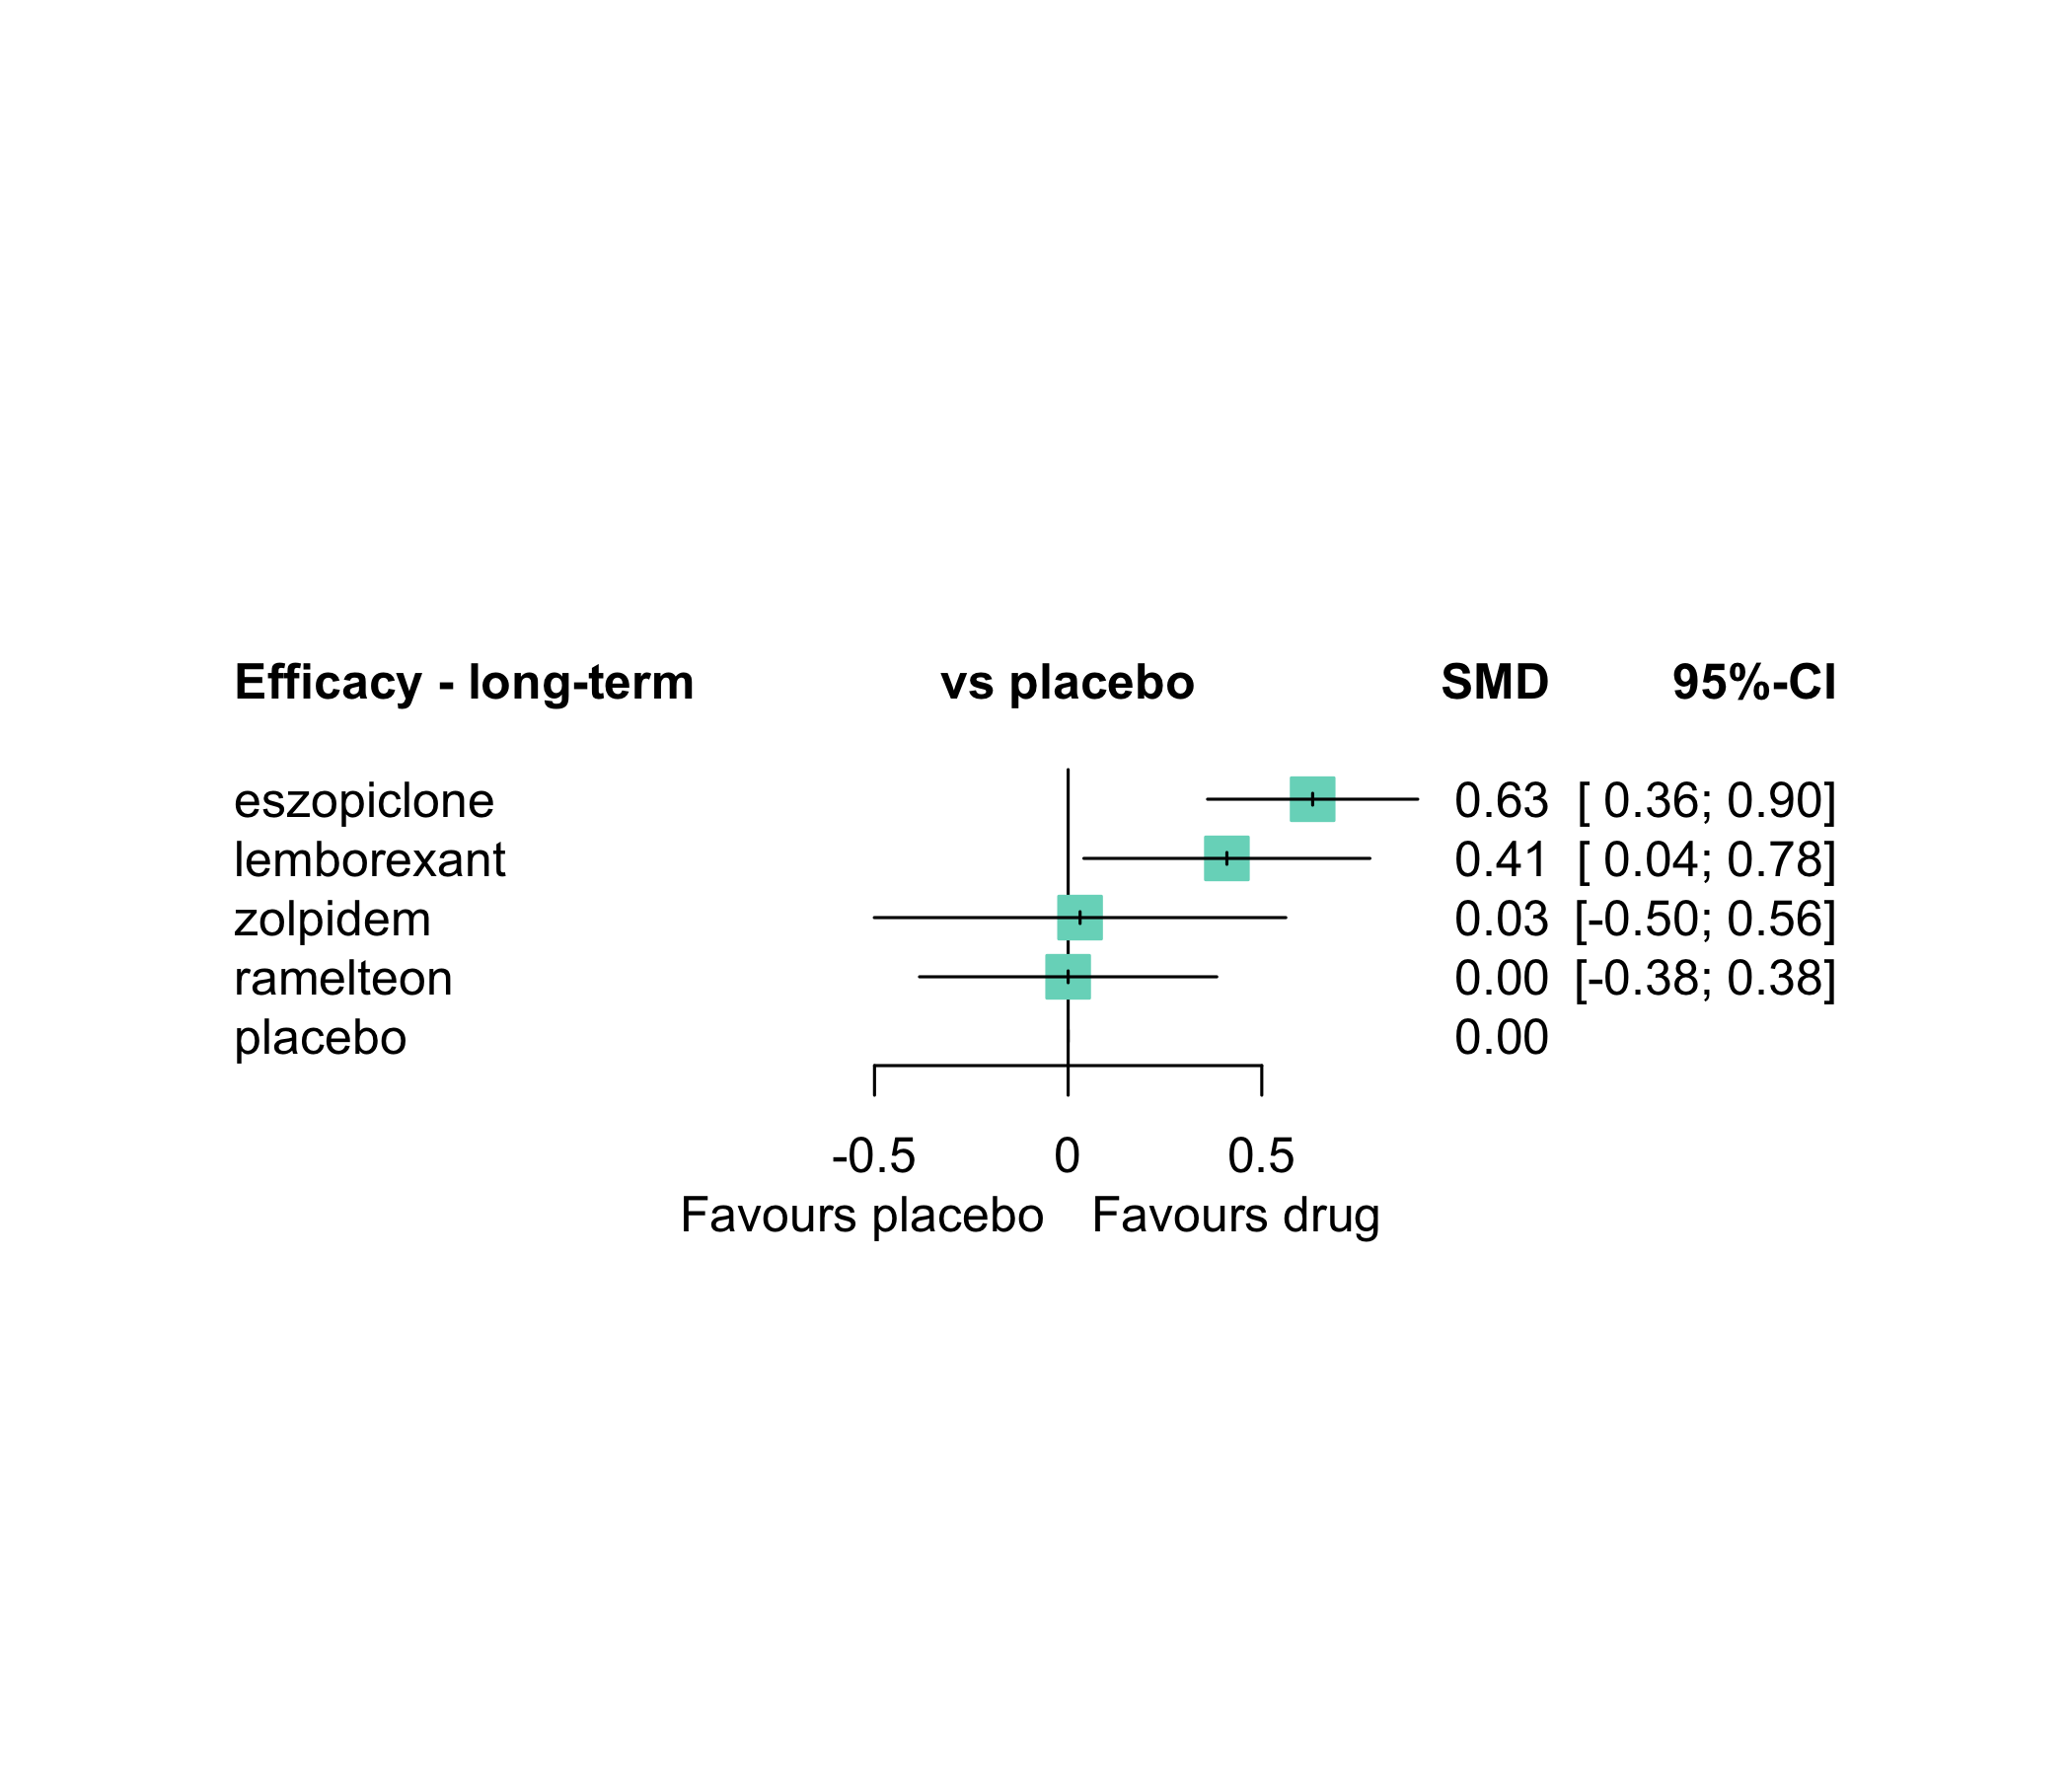 Efficacy - long-term vs placebo SMD 95%-CI
eszopiclone 0.63 [ 0.36; 0.90]
lemborexant 0.41 [ 0.04; 0.78]
zolpidem 0.03 [-0.50; 0.56]
ramelteon 0.00 [-0.38; 0.38]
placebo 0.00
-0.5 0 0.5
Favours placebo Favours drug